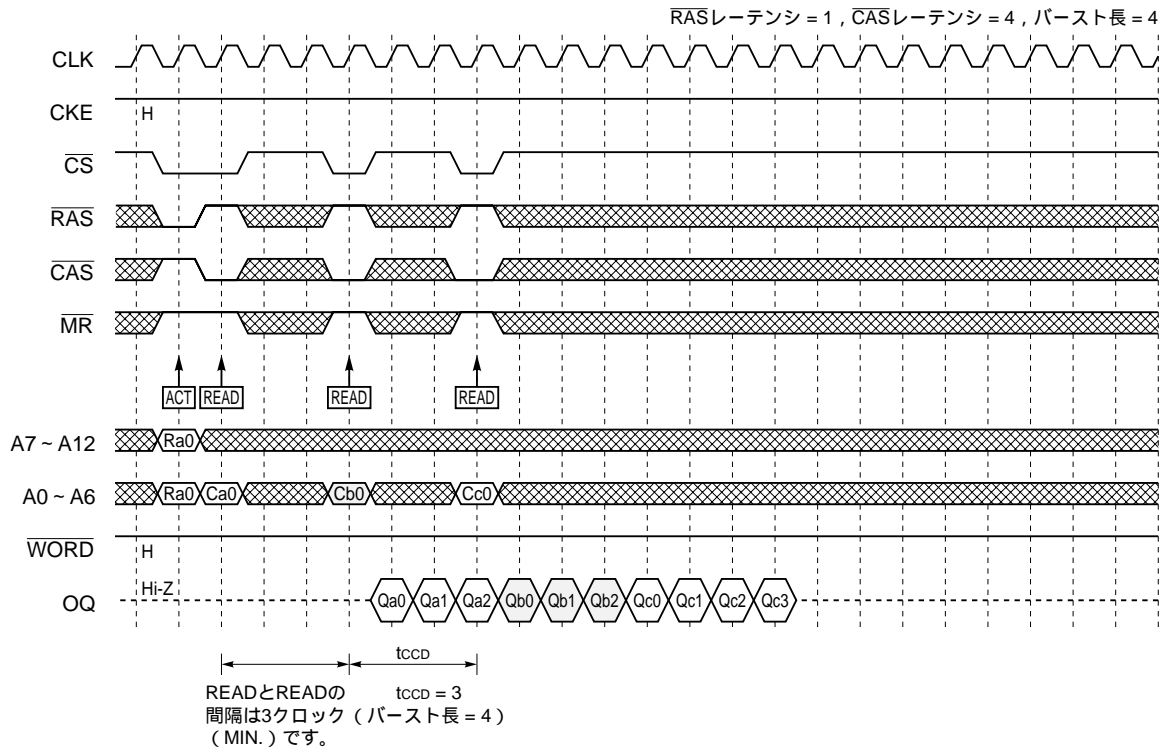 RASレーテンシ = 1 , CASレーテンシ = 4 , バースト長 = 4
CLK
CKE H
CS
RAS
CAS
MR
ACT READ READ READ
A7 ~ A12 Ra0
A0 ~ A6 Ra0 Ca0 Cb0 Cc0
WORD H
OQ Hi-Z Qa0 Qa1 Qa2 Qb0 Qb1 Qb2 Qc0 Qc1 Qc2 Qc3
tCCD
READとREADの tCCD = 3
間隔は3クロック ( バースト長 = 4 )
( MIN. ) です。